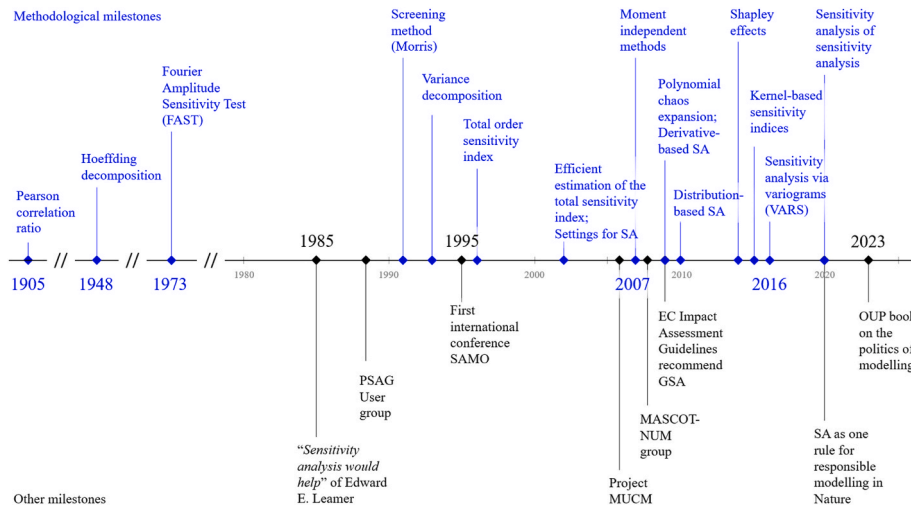 Methodological milestones
Pearson
correlation
ratio
Hoeffding
decomposition
Fourier
Amplitude
Sensitivity Test
(FAST)
Screening
method
(Morris)
Variance
decomposition
Total order
sensitivity
index
Efficient
estimation of the
total sensitivity
index;
Settings for SA
Moment
independent
methods
Polynomial
chaos
expansion;
Derivative-
based SA
Distribution-
based SA
Shapley
effects
Kernel-based
sensitivity
indices
Sensitivity
analysis via
variograms
(VARS)
Sensitivity
analysis of
sensitivity
analysis
1985
1995
2023
// // //
1905
1948
1973
1980
1990
2000
2007
2010
2016
2020
"Sensitivity
analysis would
help" of Edward
E. Leamer
PSAG
User
group
First
international
conference
SAMO
Project
MUCM
MASCOT-
NUM
group
EC Impact
Assessment
Guidelines
recommend
GSA
SA as one
rule for
responsible
modelling in
Nature
OUP book
on the
politics of
modelling
Other milestones